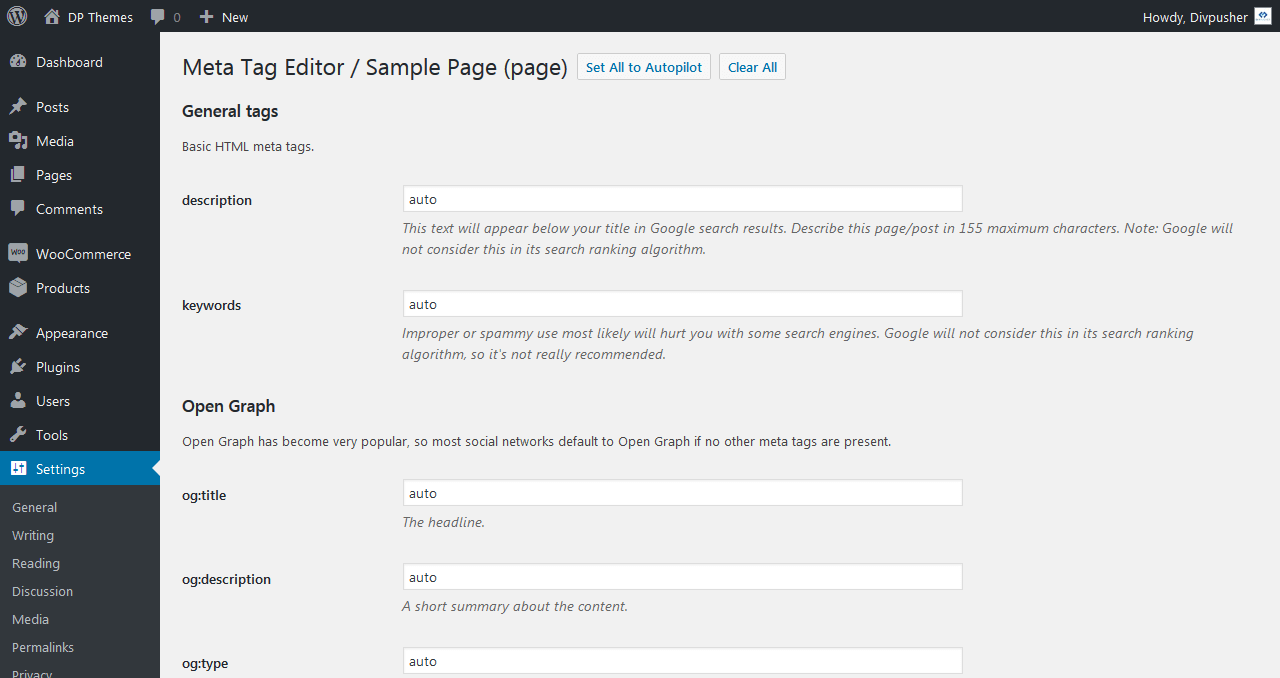 DP Themes 0 New Howdy, Divpusher
Dashboard
Posts
Media
Pages
Comments
WooCommerce
Products
Appearance
Plugins
Users
Tools
Settings
General
Writing
Reading
Discussion
Media
Permalinks
Privacy
Meta Tag Editor / Sample Page (page) Set All to Autopilot Clear All
General tags
Basic HTML meta tags.
description auto
This text will appear below your title in Google search results. Describe this page/post in 155 maximum characters. Note: Google will
not consider this in its search ranking algorithm.
keywords auto
Improper or spammy use most likely will hurt you with some search engines. Google will not consider this in its search ranking
algorithm, so it's not really recommended.
Open Graph
Open Graph has become very popular, so most social networks default to Open Graph if no other meta tags are present.
og:title auto
The headline.
og:description auto
A short summary about the content.
og:type auto